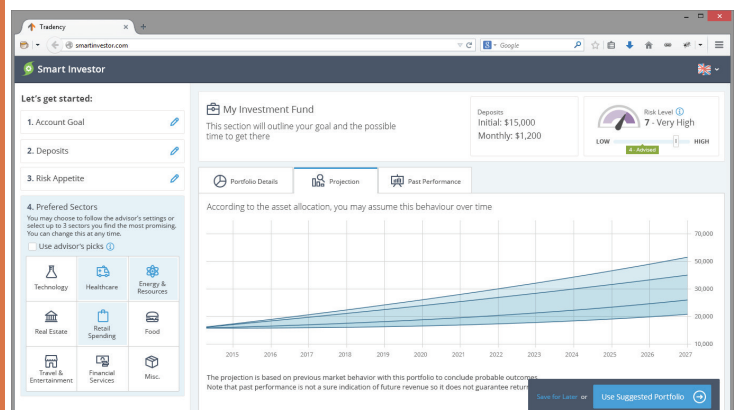 Tradency
smartinvestor.com
Google
Smart Investor
Let's get started:
1. Account Goal
2. Deposits
3. Risk Appetite
4. Prefered Sectors
You may choose to follow the advisor's settings or
select up to 3 sectors you find the most promising.
You can change this at any time.
Use advisor's picks
Technology
Healthcare
Energy &
Resources
Real Estate
Retail
Spending
Food
Travel &
Entertainment
Financial
Services
Misc.
My Investment Fund
This section will outline your goal and the possible
time to get there
Deposits
Initial: $15,000
Monthly: $1,200
Risk Level
7 - Very High
LOW
HIGH
4 - Advised
Portfolio Details
Projection
Past Performance
According to the asset allocation, you may assume this behaviour over time
70,000
50,000
30,000
20,000
10,000
2015 2016 2017 2018 2019 2020 2021 2022 2023 2024 2025 2026 2027
The projection is based on previous market behavior with this portfolio to conclude probable outcomes
Note that past performance is not a sure indication of future revenue so it does not guarantee
Save for Later or
Use Suggested Portfolio